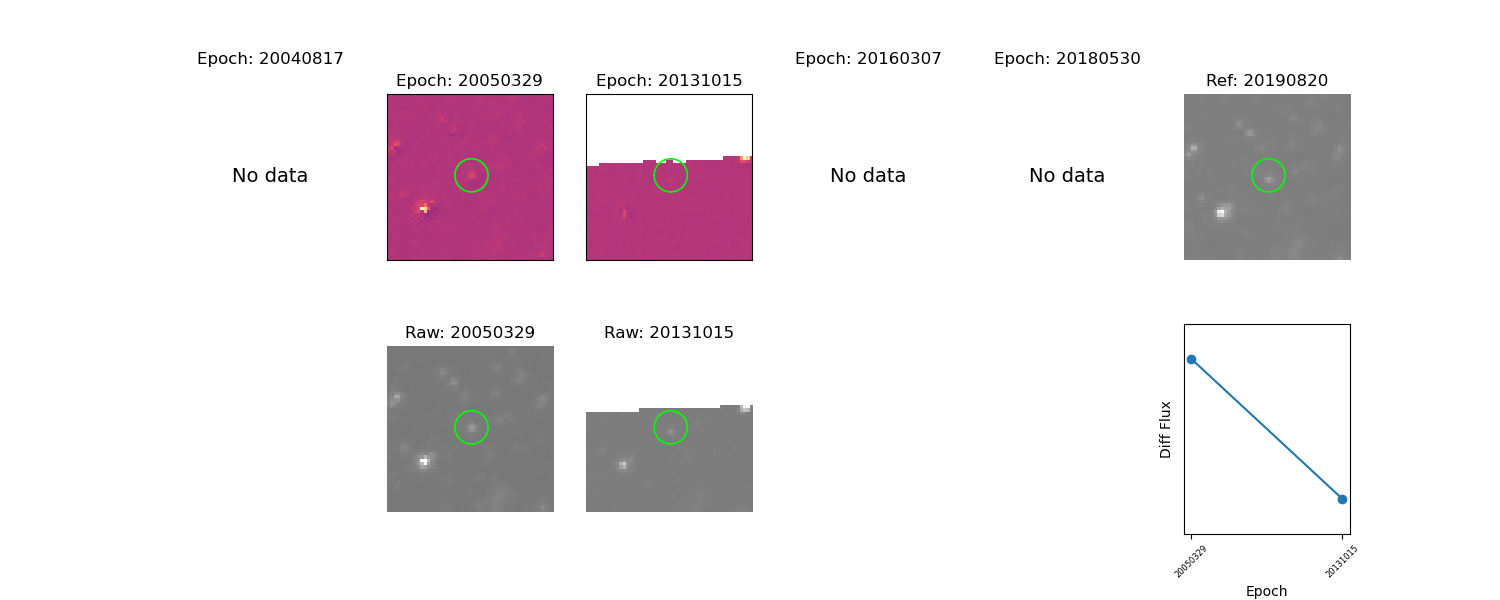 Epoch: 20040817
Epoch: 20050329
Epoch: 20131015
Epoch: 20160307
Epoch: 20180530
Ref: 20190820
No data
No data
No data
Raw: 20050329
Raw: 20131015
Diff Flux
20050329
20131015
Epoch